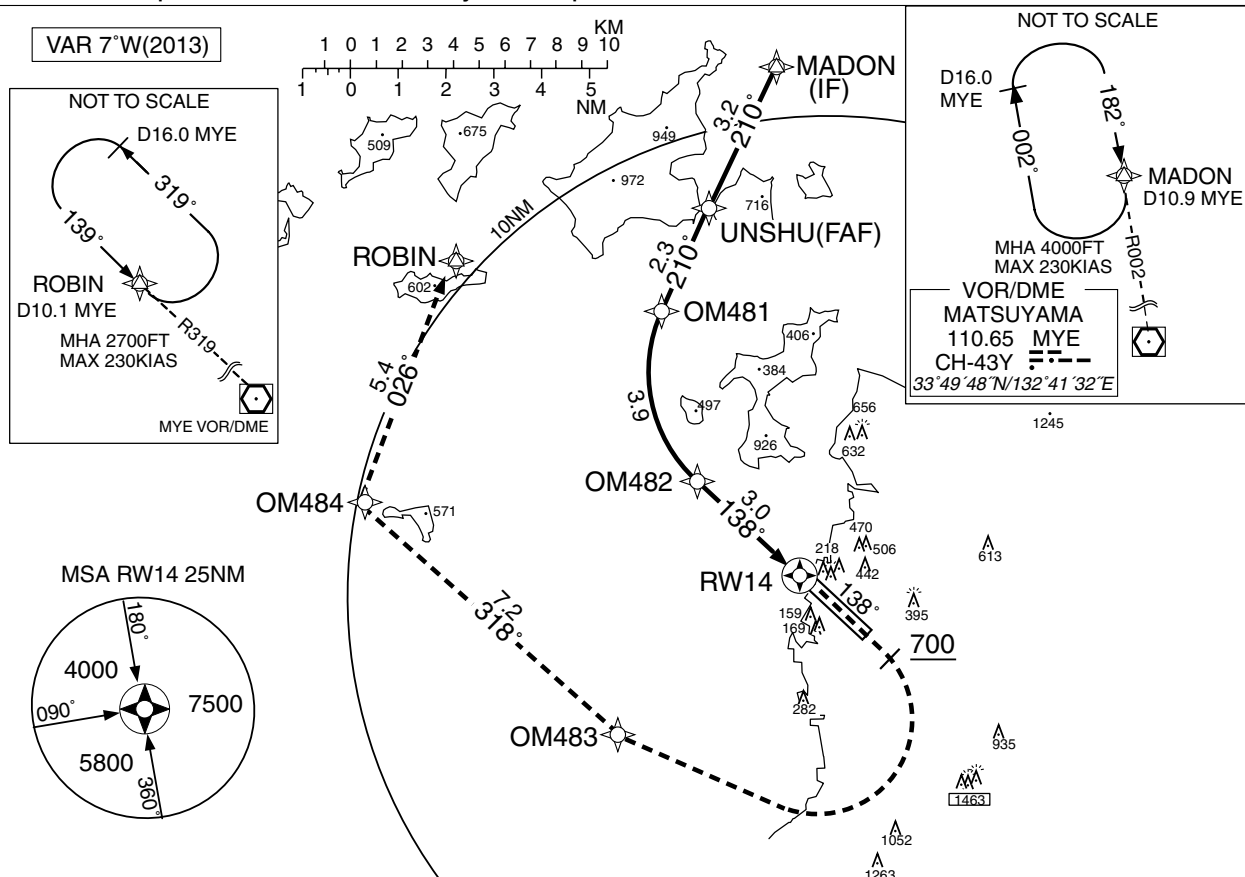 VAR 7°W(2013)
NOT TO SCALE
D16.0 MYE
319°
139°
ROBIN
D10.1 MYE
MHA 2700FT
MAX 230KIAS
R319
MYE VOR/DME
KM
1 0 1 2 3 4 5 6 7 8 9 10
1 0 1 2 3 4 5
NM
MADON
(IF)
3.2
210°
509
675
949
972
716
10NM
UNSHU(FAF)
ROBIN
602
2.3
210°
OM481
406
384
497
926
3.9
5.4
026°
OM482
OM484
571
3.0
138°
RW14
138°
656
632
1245
470
506
442
218
613
395
159
169
700
282
7.2
318°
OM483
935
1463
1052
1263
MSA RW14 25NM
180°
4000
7500
090°
5800
360°
NOT TO SCALE
D16.0
MYE
182°
002°
MADON
D10.9 MYE
MHA 4000FT
MAX 230KIAS
R002
VOR/DME
MATSUYAMA
110.65 MYE
CH-43Y
33°49´48˝N/132°41´32˝E